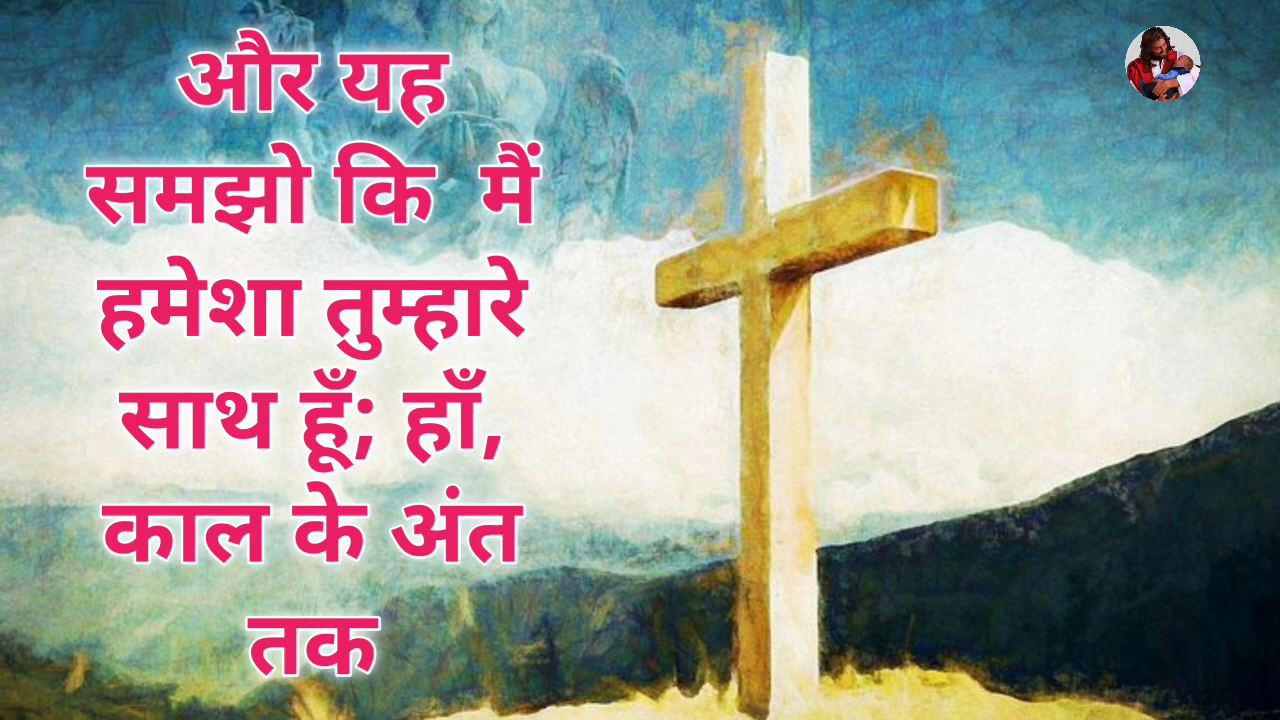 और यह
समझो कि  मैं
हमेशा तुम्हारे
साथ हूँ; हाँ,
काल के अंत
तक